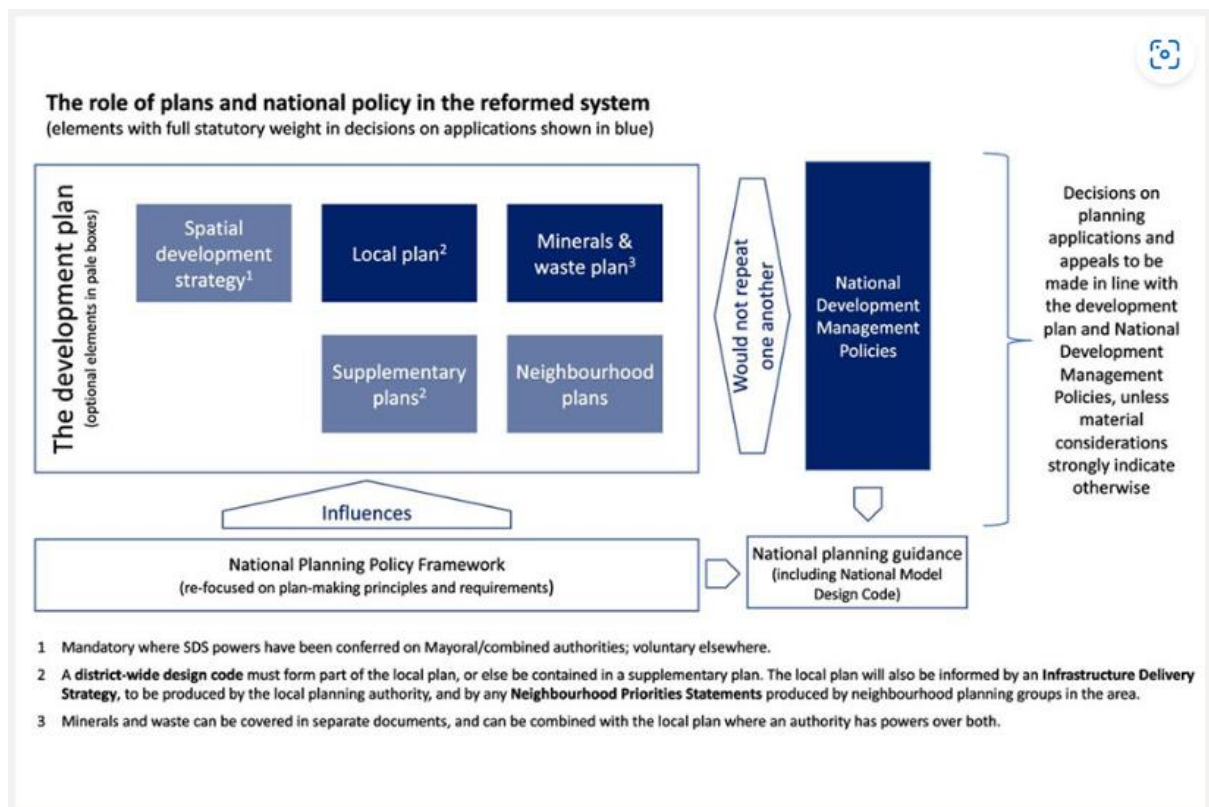 The role of plans and national policy in the reformed system
(elements with full statutory weight in decisions on applications shown in blue)
The development plan
(optional elements in pale boxes)
Spatial
development
strategy1
Local plan2
Minerals &
waste plan3
Supplementary
plans2
Neighbourhood
plans
Would not repeat
one another
National
Development
Management
Policies
Decisions on
planning
applications and
appeals to be
made in line with
the development
plan and National
Development
Management
Policies, unless
material
considerations
strongly indicate
otherwise
Influences
National Planning Policy Framework
(re-focused on plan-making principles and requirements)
National planning guidance
(including National Model
Design Code)
1 Mandatory where SDS powers have been conferred on Mayoral/combined authorities; voluntary elsewhere.
2 A district-wide design code must form part of the local plan, or else be contained in a supplementary plan. The local plan will also be informed by an Infrastructure Delivery
Strategy, to be produced by the local planning authority, and by any Neighbourhood Priorities Statements produced by neighbourhood planning groups in the area.
3 Minerals and waste can be covered in separate documents, and can be combined with the local plan where an authority has powers over both.